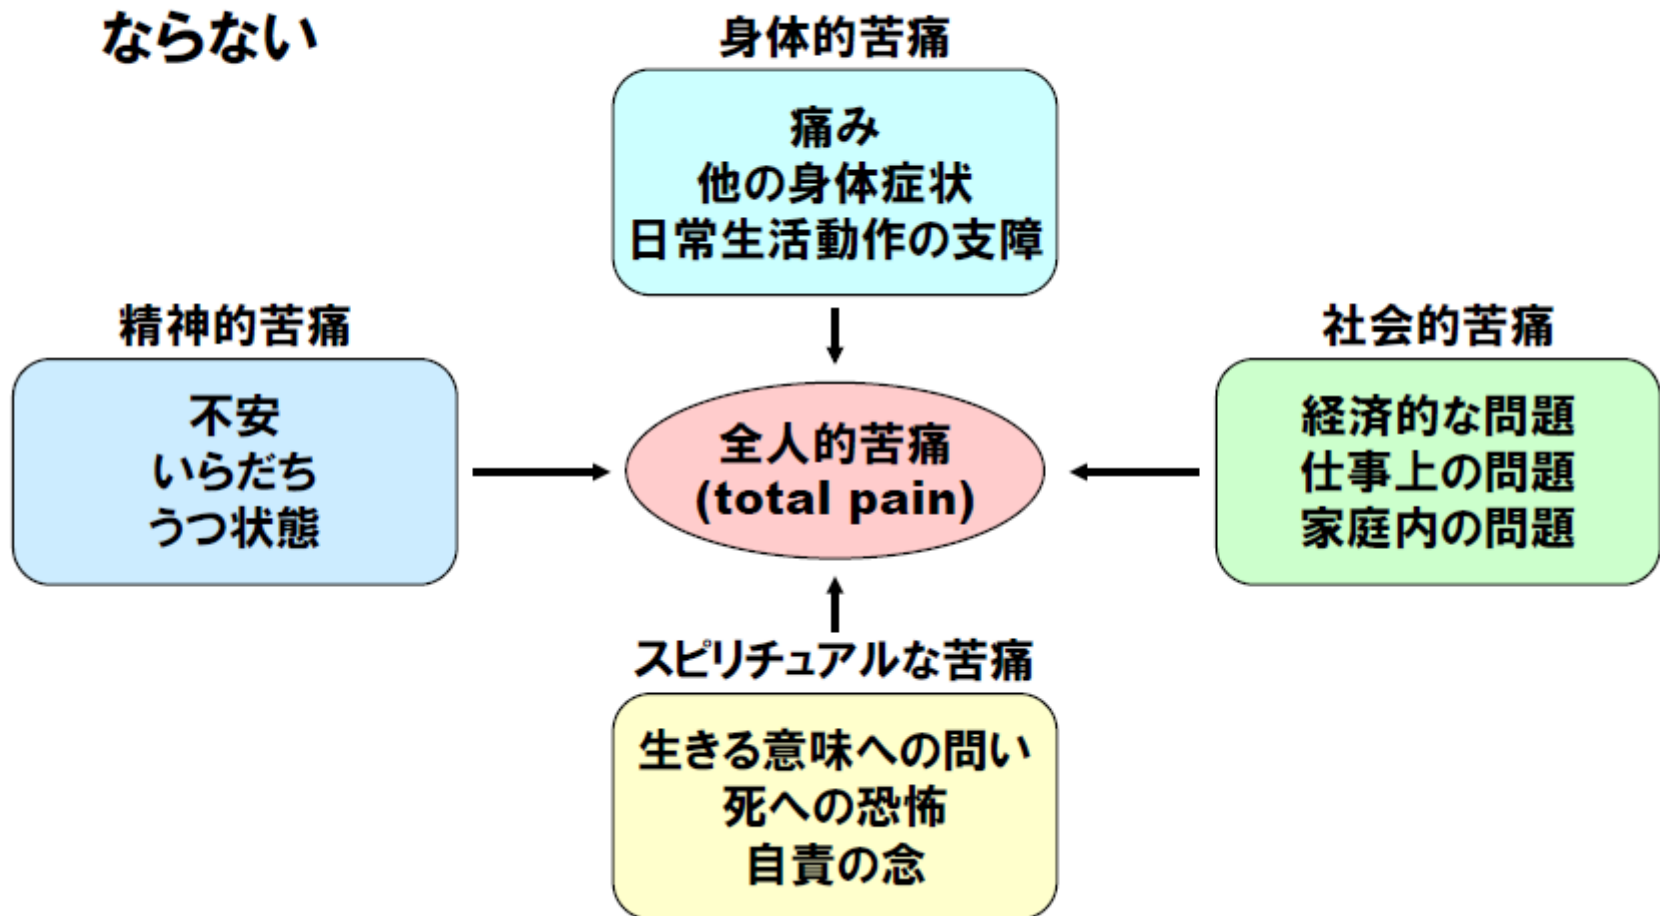 ならない
身体的苦痛
痛み
他の身体症状
日常生活動作の支障
精神的苦痛
不安
いらだち
うつ状態
全人的苦痛
(total pain)
社会的苦痛
経済的な問題
仕事上の問題
家庭内の問題
スピリチュアルな苦痛
生きる意味への問い
死への恐怖
自責の念